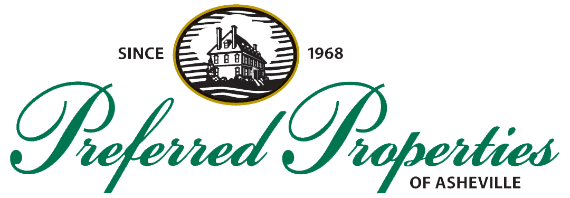 SINCE 1968
Preferred Properties
OF ASHEVILLE